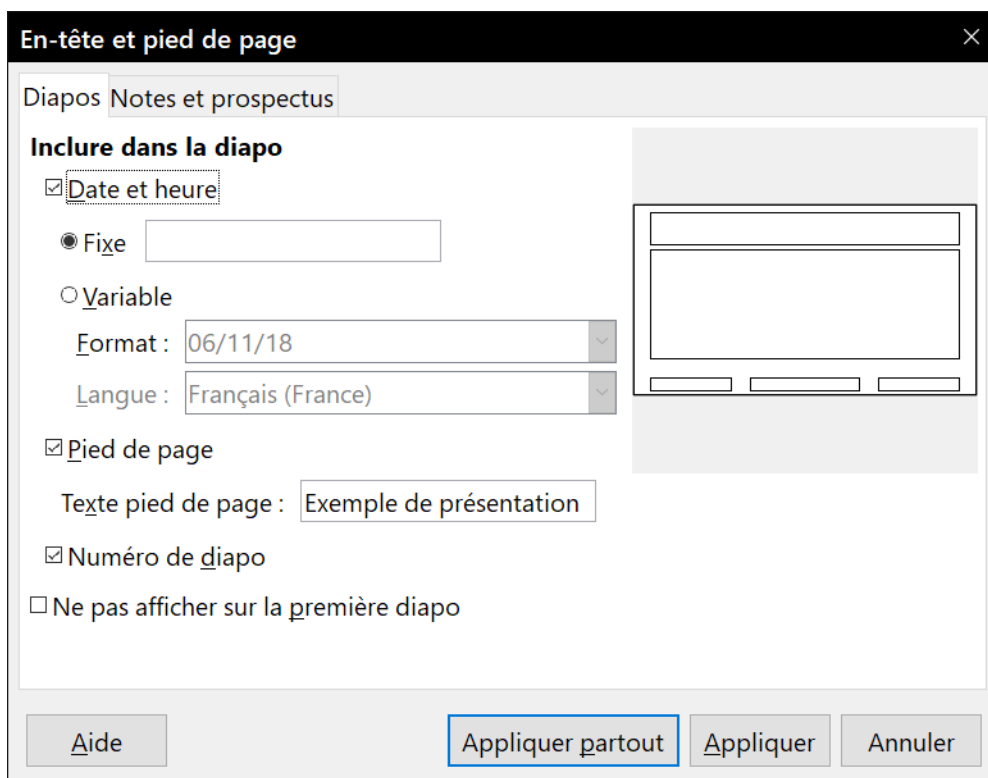 En-tête et pied de page
Diapos Notes et prospectus
Inclure dans la diapo
Date et heure
Fixe
Variable
Format : 06/11/18
Langue : Français (France)
Pied de page
Texte pied de page : Exemple de présentation
Numéro de diapo
Ne pas afficher sur la première diapo
Aide Appliquer partout Appliquer Annuler